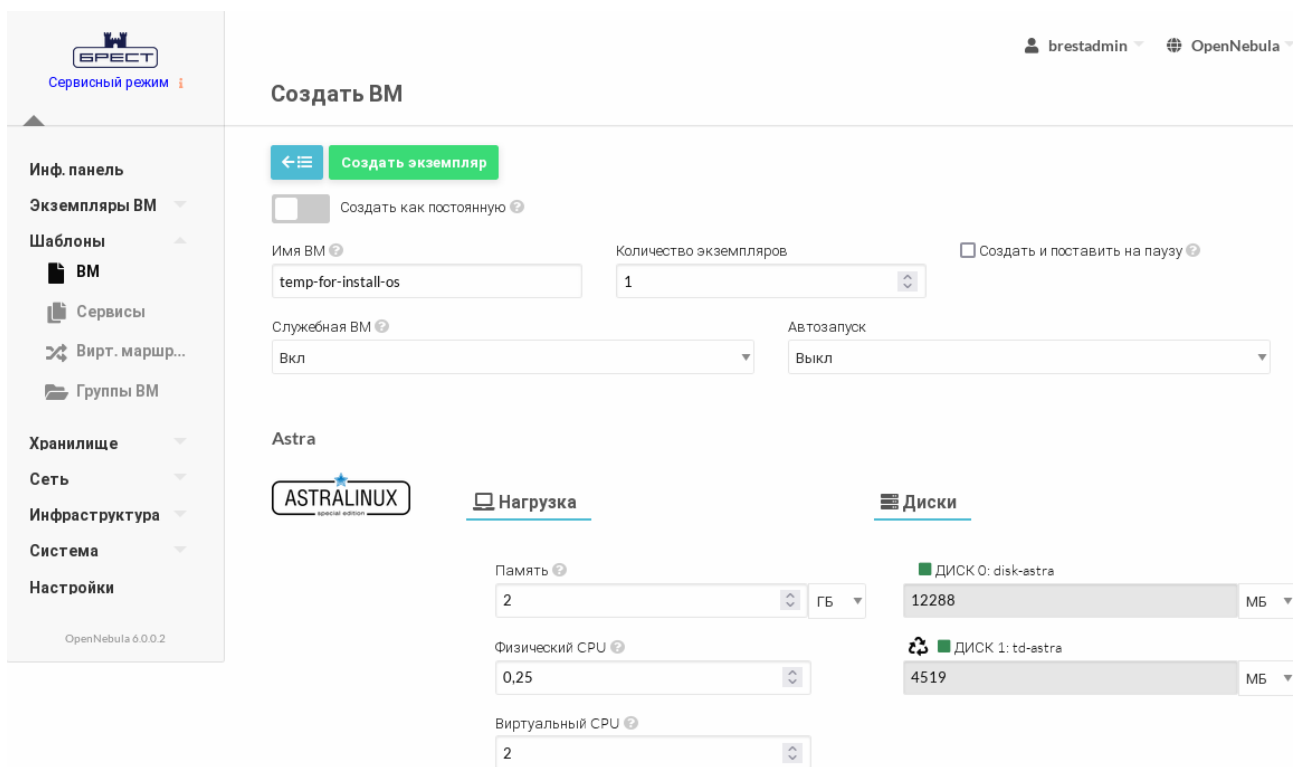 БРЕСТ
Сервисный режим i
brestadmin
OpenNebula
Создать ВМ
Инф. панель
Экземпляры ВМ
Шаблоны
ВМ
Сервисы
Вирт. маршр...
Группы ВМ
Хранилище
Сеть
Инфраструктура
Система
Настройки
OpenNebula 6.0.0.2
Создать экземпляр
Создать как постоянную ?
Имя ВМ ?
temp-for-install-os
Количество экземпляров
1
Создать и поставить на паузу ?
Служебная ВМ ?
Вкл
Автозапуск
Выкл
Astra
ASTRALINUX
special edition
Нагрузка
Память ?
2
ГБ
Физический CPU ?
0,25
Виртуальный CPU ?
2
Диски
ДИСК 0: disk-astra
12288
МБ
ДИСК 1: td-astra
4519
МБ